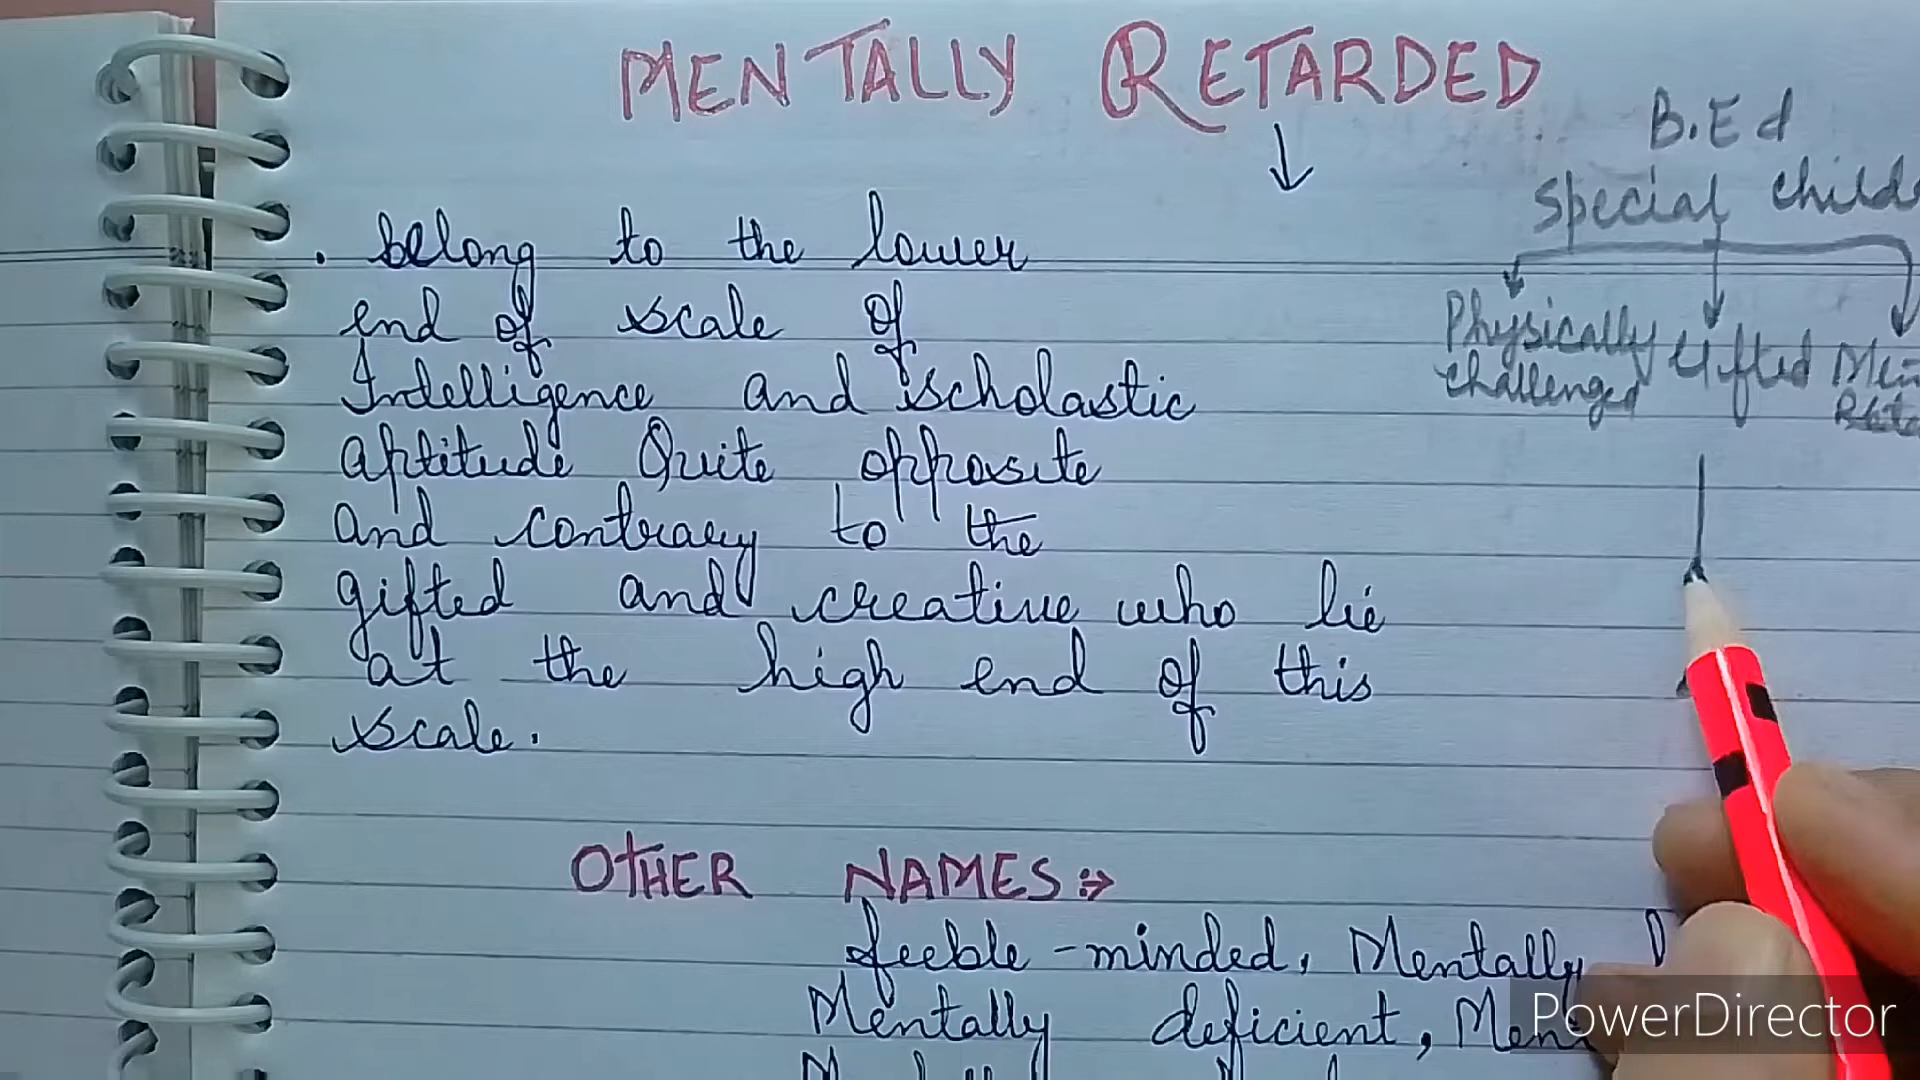 MENTALLY RETARDED
. belong to the lower
end of scale of
Intelligence and scholastic
aptitude Quite opposite
and contrary to the
gifted and creative who lie
at the high end of this
scale.
OTHER NAMES :→
feeble-minded, Mentally
Mentally deficient,
B.Ed
special
Physically
challenged
Gifted
PowerDirector